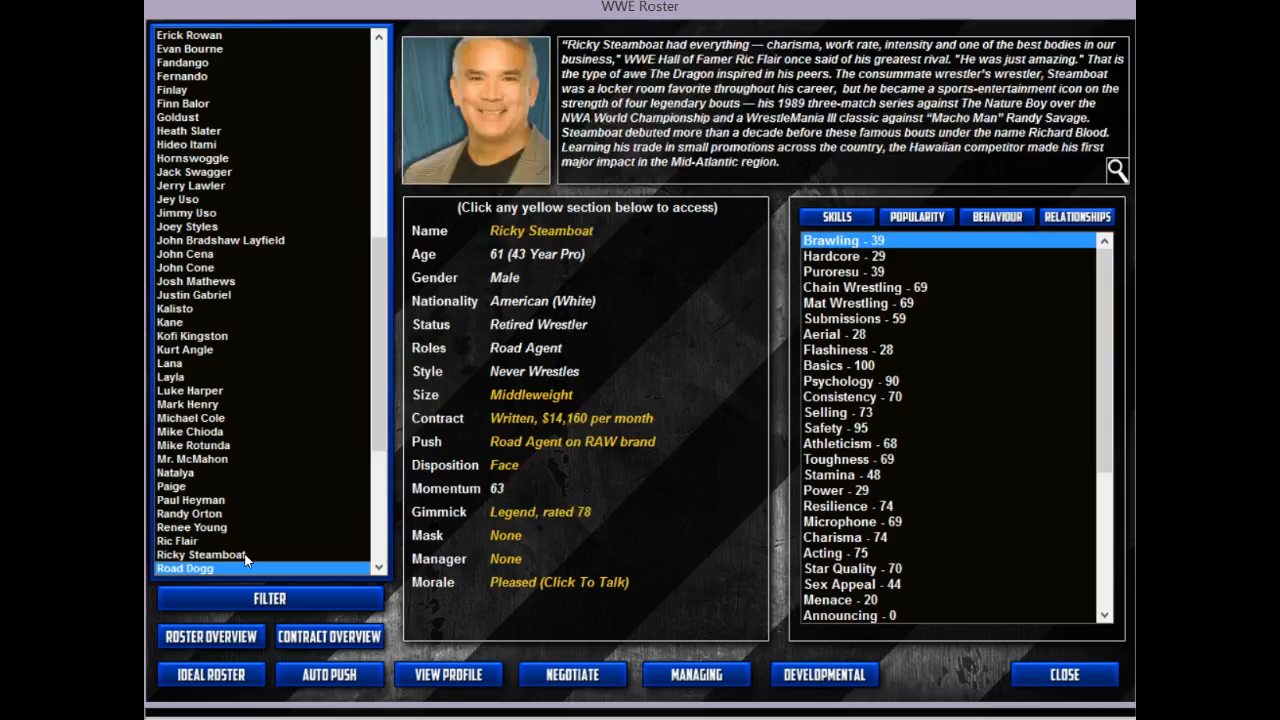 WWE Roster
Erick Rowan
Evan Bourne
Fandango
Fernando
Finlay
Finn Balor
Goldust
Heath Slater
Hideo Itami
Hornswoggle
Jack Swagger
Jerry Lawler
Jey Uso
Jimmy Uso
Joey Styles
John Bradshaw Layfield
John Cena
John Cone
Josh Mathews
Justin Gabriel
Kalisto
Kane
Kofi Kingston
Kurt Angle
Lana
Layla
Luke Harper
Mark Henry
Michael Cole
Mike Chioda
Mike Rotunda
Mr. McMahon
Natalya
Paige
Paul Heyman
Randy Orton
Renee Young
Ric Flair
Ricky Steamboat
Road Dogg
FILTER
ROSTER OVERVIEW
CONTRACT OVERVIEW
IDEAL ROSTER
AUTO PUSH
VIEW PROFILE
NEGOTIATE
MANAGING
DEVELOPMENTAL
CLOSE
“Ricky Steamboat had everything — charisma, work rate, intensity and one of the best bodies in our
business," WWE Hall of Famer Ric Flair once said of his greatest rival. "He was just amazing." That is
the type of awe The Dragon inspired in his peers. The consummate wrestler's wrestler, Steamboat
was a locker room favorite throughout his career, but he became a sports-entertainment icon on the
strength of four legendary bouts — his 1989 three-match series against The Nature Boy over the
NWA World Championship and a WrestleMania III classic against “Macho Man” Randy Savage.
Steamboat debuted more than a decade before these famous bouts under the name Richard Blood.
Learning his trade in small promotions across the country, the Hawaiian competitor made his first
major impact in the Mid-Atlantic region.
(Click any yellow section below to access)
Name Ricky Steamboat
Age 61 (43 Year Pro)
Gender Male
Nationality American (White)
Status Retired Wrestler
Roles Road Agent
Style Never Wrestles
Size Middleweight
Contract Written, $14,160 per month
Push Road Agent on RAW brand
Disposition Face
Momentum 63
Gimmick Legend, rated 78
Mask None
Manager None
Morale Pleased (Click To Talk)
SKILLS POPULARITY BEHAVIOUR RELATIONSHIPS
Brawling - 39
Hardcore - 29
Puroresu - 39
Chain Wrestling - 69
Mat Wrestling - 69
Submissions - 59
Aerial - 28
Flashiness - 28
Basics - 100
Psychology - 90
Consistency - 70
Selling - 73
Safety - 95
Athleticism - 68
Toughness - 69
Stamina - 48
Power - 29
Resilience - 74
Microphone - 69
Charisma - 74
Acting - 75
Star Quality - 70
Sex Appeal - 44
Menace - 20
Announcing - 0